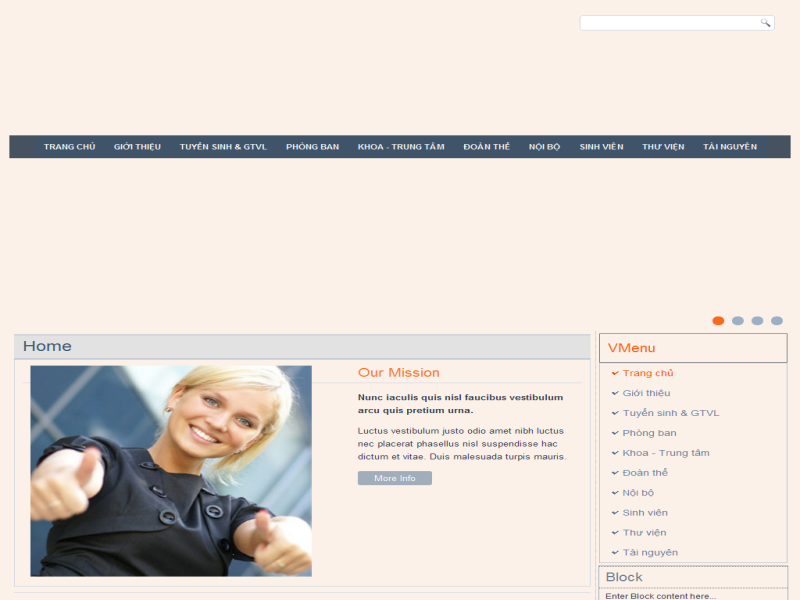 TRANG CHỦ GIỚI THIỆU TUYỂN SINH & GTVL PHÒNG BAN KHOA - TRUNG TÂM ĐOÀN THỂ NỘI BỘ SINH VIÊN THƯ VIỆN TÀI NGUYÊN
Home
Our Mission
Nunc iaculis quis nisl faucibus vestibulum
arcu quis pretium urna.
Luctus vestibulum justo odio amet nibh luctus
nec placerat phasellus nisl suspendisse hac
dictum et vitae. Duis malesuada turpis mauris.
More Info
VMenu
Trang chủ
Giới thiệu
Tuyển sinh & GTVL
Phòng ban
Khoa - Trung tâm
Đoàn thể
Nội bộ
Sinh viên
Thư viện
Tài nguyên
Block
Enter Block content here...